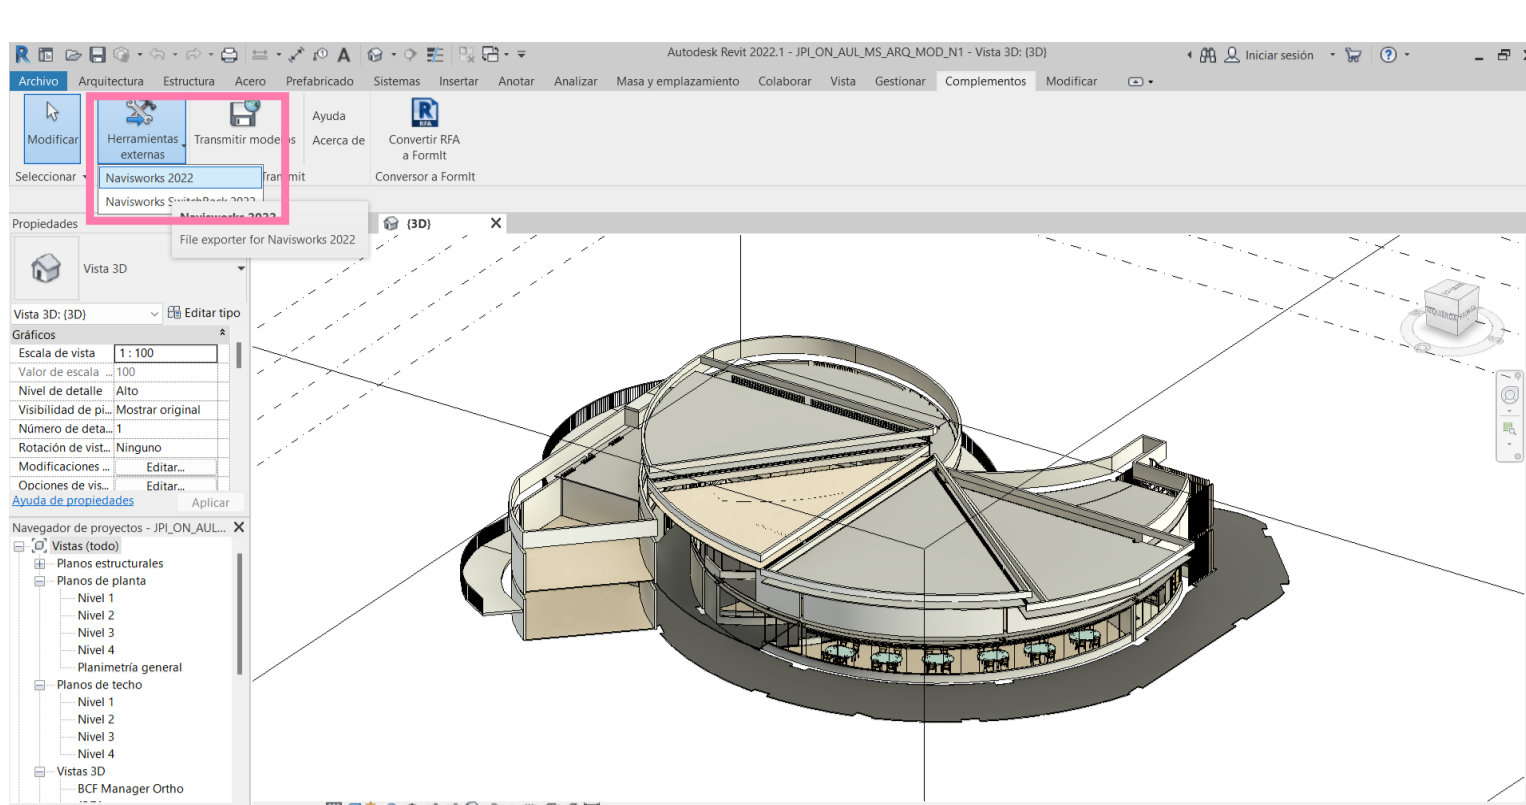 Autodesk Revit 2022.1 - JPI_ON_AUL_MS_ARQ_MOD_N1 - Vista 3D: {3D}
Iniciar sesión
Archivo Arquitectura Estructura Acero Prefabricado Sistemas Insertar Anotar Analizar Masa y emplazamiento Colaborar Vista Gestionar Complementos Modificar
Modificar
Herramientas
externas
Transmitir modelos
Ayuda
Acerca de
Convertir RFA
a FormIt
Seleccionar
Conversor a FormIt
Navisworks 2022
Navisworks SwitchBack 2022
Navisworks 2022
File exporter for Navisworks 2022
Propiedades
{3D}
Vista 3D
Vista 3D: {3D}
Editar tipo
Gráficos
Escala de vista 1 : 100
Valor de escala ... 100
Nivel de detalle Alto
Visibilidad de pi... Mostrar original
Número de deta... 1
Rotación de vist... Ninguno
Modificaciones ... Editar...
Opciones de vis... Editar...
Ayuda de propiedades Aplicar
Navegador de proyectos - JPI_ON_AUL...
Vistas (todo)
Planos estructurales
Planos de planta
Nivel 1
Nivel 2
Nivel 3
Nivel 4
Planimetría general
Planos de techo
Nivel 1
Nivel 2
Nivel 3
Nivel 4
Vistas 3D
BCF Manager Ortho